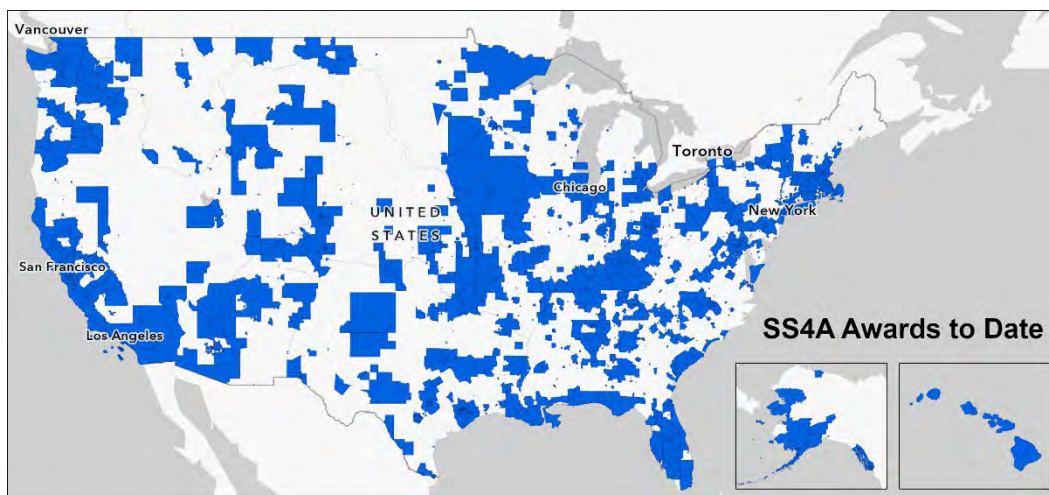 Vancouver
Toronto
Chicago
New York
UNITED
STATES
San Francisco
Los Angeles
SS4A Awards to Date